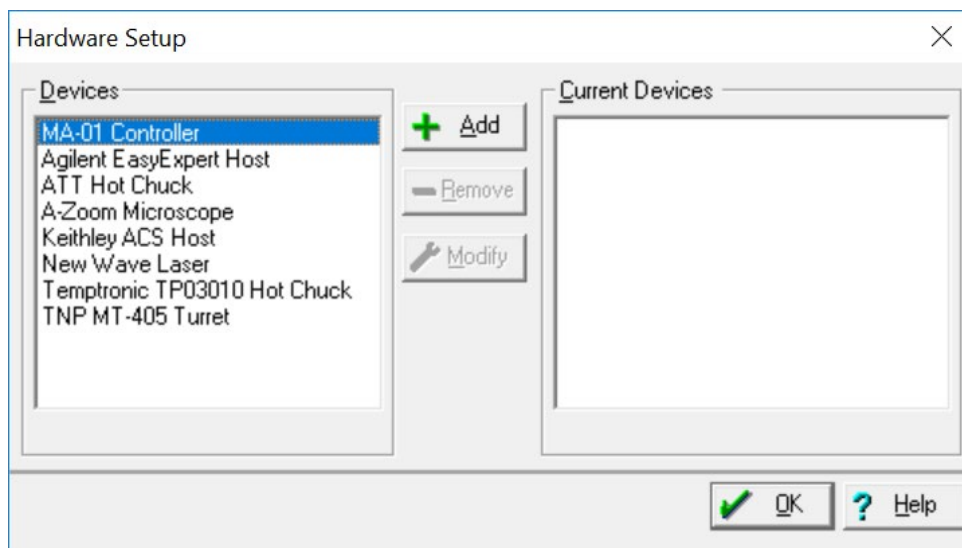 Hardware Setup
Devices
MA-01 Controller
Agilent EasyExpert Host
ATT Hot Chuck
A-Zoom Microscope
Keithley ACS Host
New Wave Laser
Temptronic TP03010 Hot Chuck
TNP MT-405 Turret
Add
Remove
Modify
Current Devices
OK
? Help